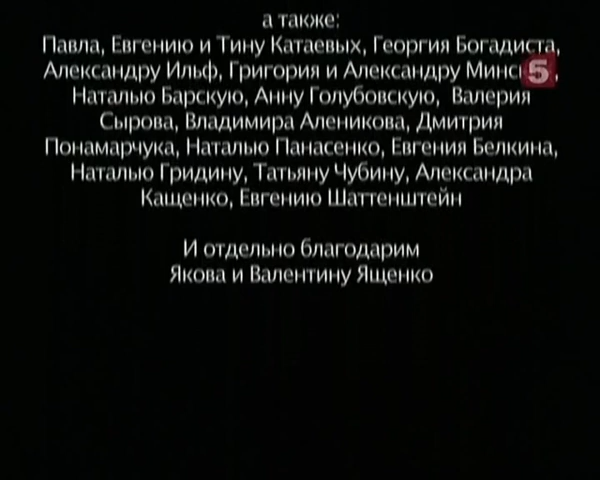 а также:
Павла, Евгению и Тину Катаевых, Георгия Богадиста,
Александру Ильф, Григория и Александру 5
Наталью Барскую, Анну Голубовскую, Валерия
Сырова, Владимира Аленикова, Дмитрия
Понамарчука, Наталью Панасенко, Евгения Белкина,
Наталью Гридину, Татьяну Чубину, Александра
Кащенко, Евгению Шаттенштейн
И отдельно благодарим
Якова и Валентину Ященко